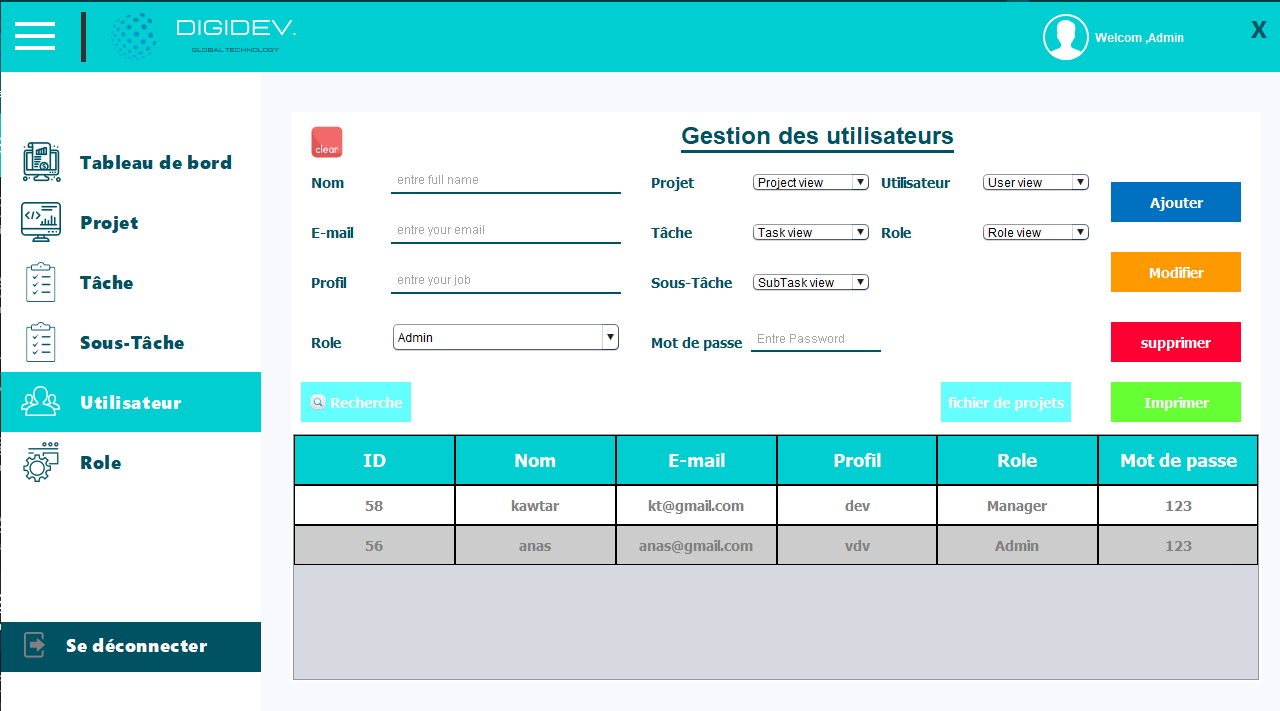 DIGIDEV.
GLOBAL TECHNOLOGY
Welcom ,Admin
X
Tableau de bord
Projet
Tâche
Sous-Tâche
Utilisateur
Role
Se déconnecter
clear
Gestion des utilisateurs
Nom entre full name Projet Project view Utilisateur User view Ajouter
E-mail entre your email Tâche Task view Role Role view
Modifier
Profil entre your job Sous-Tâche SubTask view
Role Admin Mot de passe Entre Password supprimer
Recherche fichier de projets Imprimer
ID Nom E-mail Profil Role Mot de passe
58 kawtar kt@gmail.com dev Manager 123
56 anas anas@gmail.com vdv Admin 123